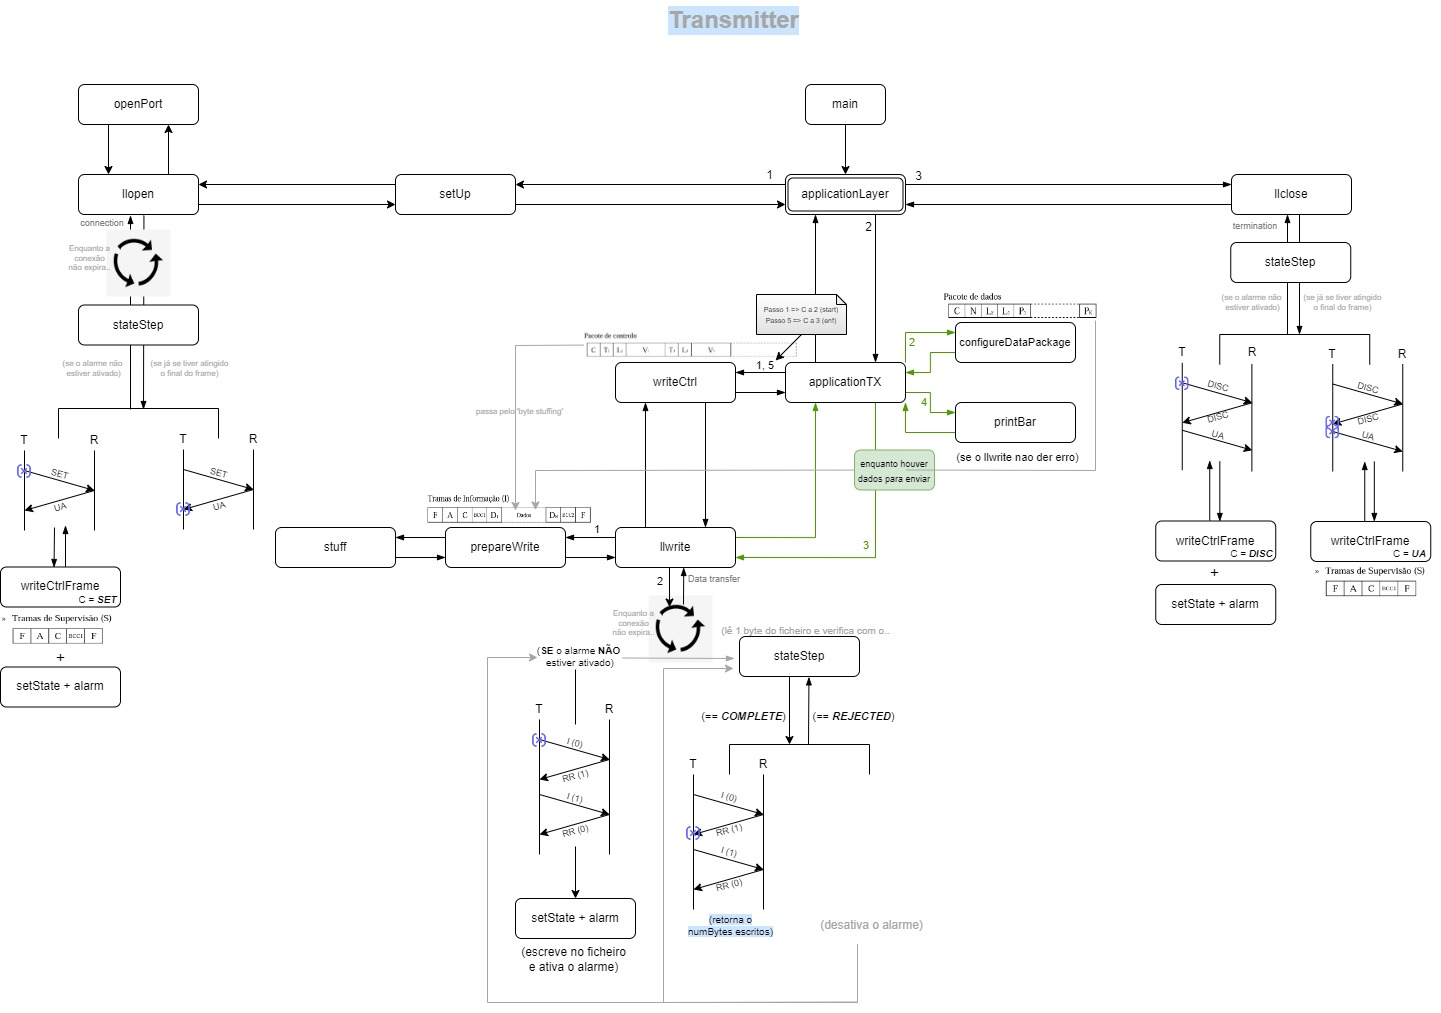 Transmitter
openPort
main
llopen
setUp
1
applicationLayer
3
llclose
connection
2
termination
Enquanto a
conexão
não expira..
stateStep
(se o alarme não
estiver ativado)
(se já se tiver atingido
o final do frame)
T
R
SET
UA
T
R
SET
UA
writeCtrlFrame
C = SET
» Tramas de Supervisão (S)
F A C BCC1 F
+
setState + alarm
Passo 1 => C a 2 (start)
Passo 5 => C a 3 (enf)
Pacote de controlo
writeCtrl
1, 5
applicationTX
passa pelo 'byte stuffing'
Pacote de dados
2
configureDataPackage
4
printBar
(se o llwrite nao der erro)
enquanto houver
dados para enviar
Tramas de Informação (I)
F A C BCC1 D1 Dados DN BCC2 F
stuff
prepareWrite
1
llwrite
3
2
Data transfer
Enquanto a
conexão
não expira..
(lê 1 byte do ficheiro e verifica com o..
stateStep
(SE o alarme NÃO
estiver ativado)
(== COMPLETE)
(== REJECTED)
T
R
I (0)
RR (1)
I (1)
RR (0)
setState + alarm
(escreve no ficheiro
e ativa o alarme)
T
R
I (0)
RR (1)
I (1)
RR (0)
(retorna o
numBytes escritos)
(desativa o alarme)
stateStep
(se o alarme não
estiver ativado)
(se já se tiver atingido
o final do frame)
T
R
DISC
DISC
UA
T
R
DISC
DISC
UA
writeCtrlFrame
C = DISC
+
setState + alarm
writeCtrlFrame
C = UA
» Tramas de Supervisão (S)
F A C BCC1 F